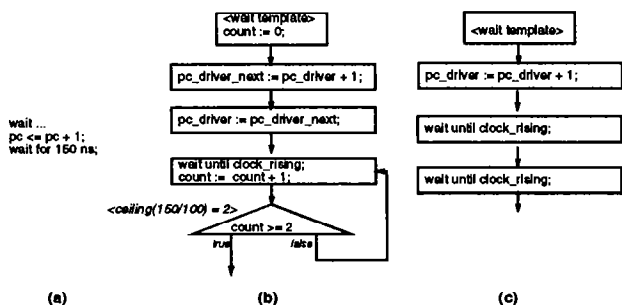 wait ...
pc <= pc + 1;
wait for 150 ns;
(a)
<wait template>
count := 0;
pc_driver_next := pc_driver + 1;
pc_driver := pc_driver_next;
wait until clock_rising;
count := count + 1;
<ceiling(150/100) = 2>
count >= 2
true
false
(b)
<wait template>
pc_driver := pc_driver + 1;
wait until clock_rising;
wait until clock_rising;
(c)